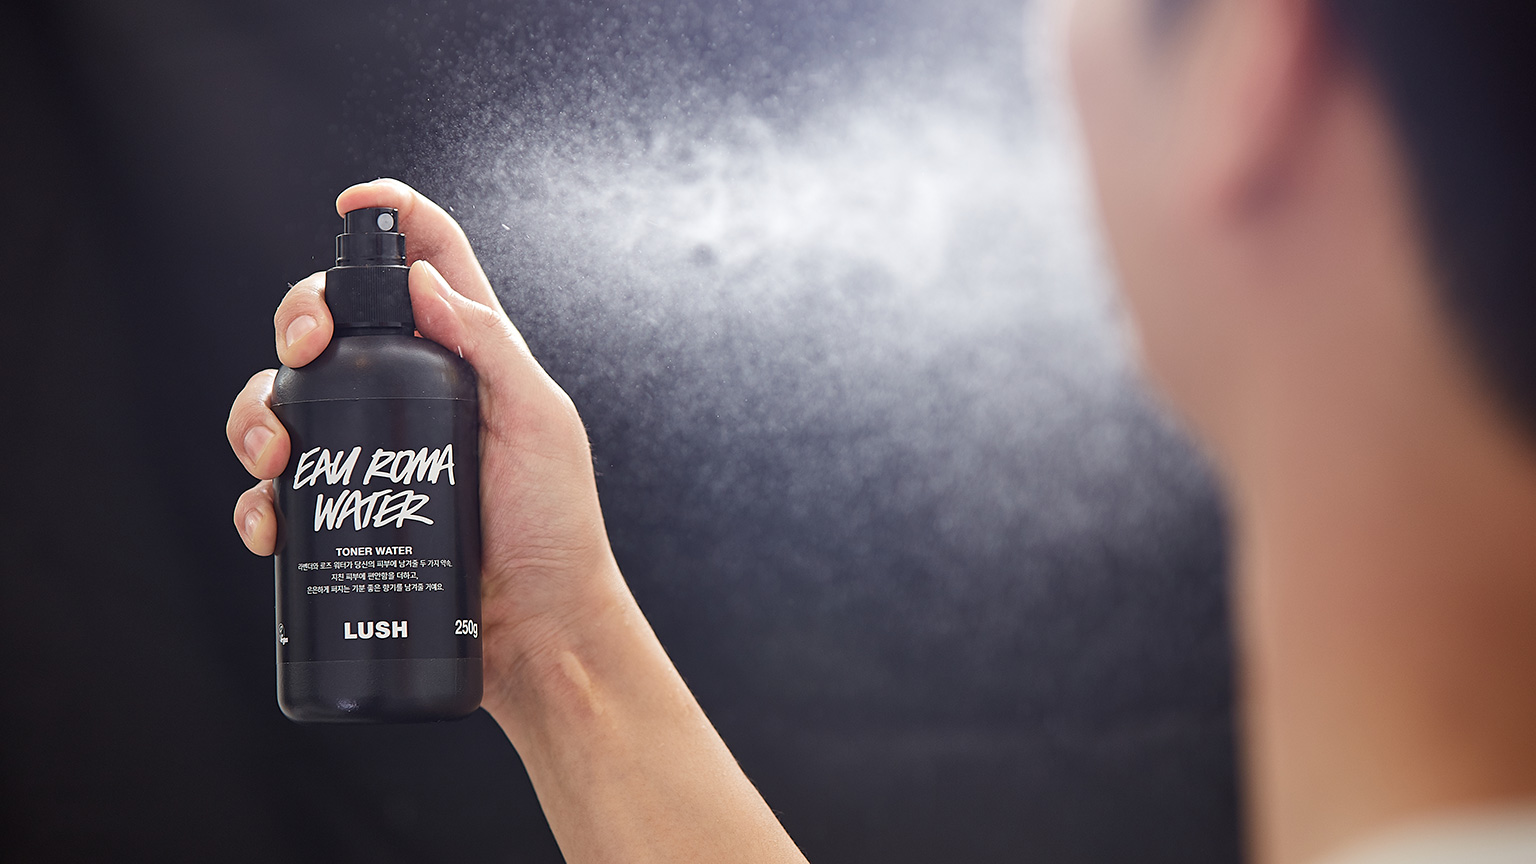 EAU ROMA
WATER
TONER WATER
라벤더와 로즈 워터가 당신의 피부에 남겨줄 두 가지 약속.
지친 피부에 편안함을 더하고,
은은하게 퍼지는 기분 좋은 향기를 남겨줄 거예요.
LUSH
250g